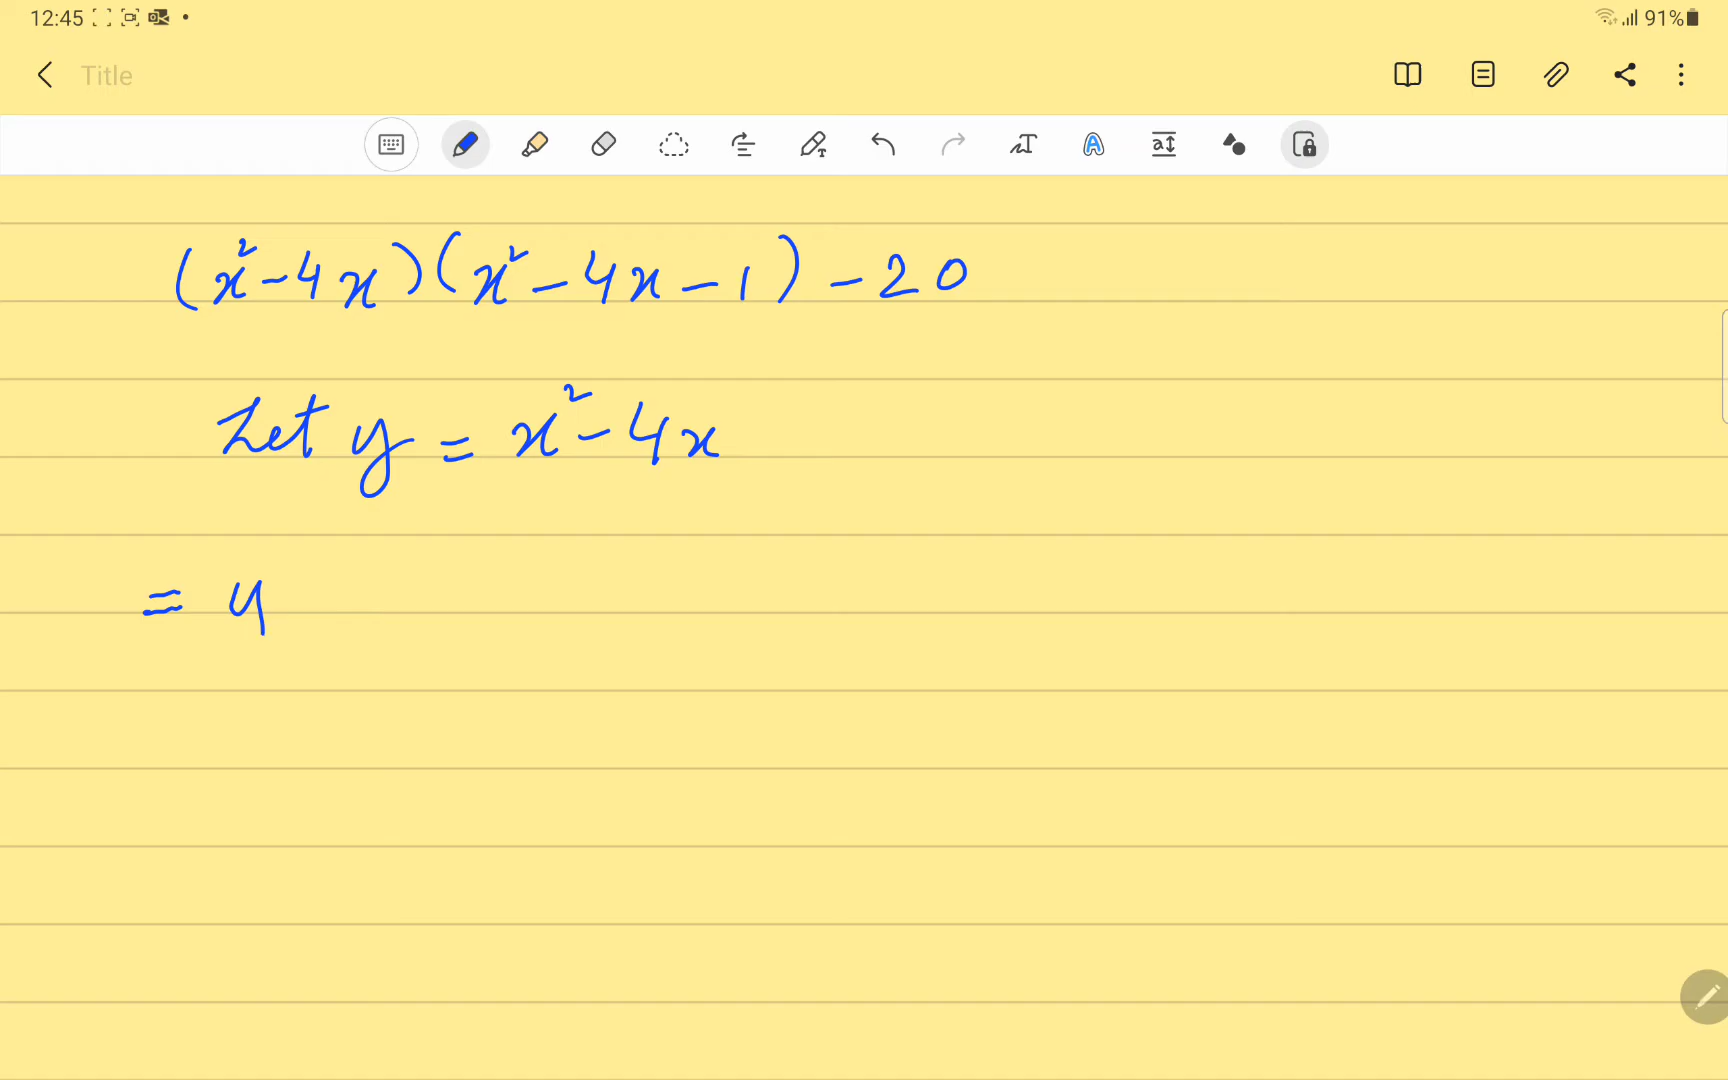 12:45 91%
Title
(x²-4x)(x²-4x-1)-20
Let y = x²-4x
= y